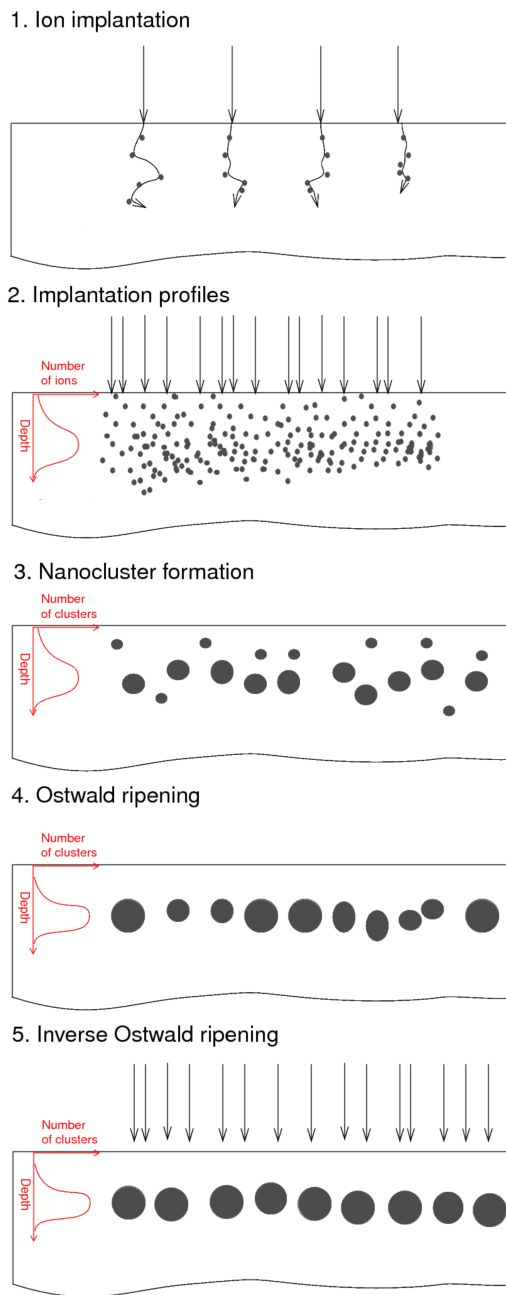 1. Ion implantation
2. Implantation profiles
Number
of ions
Depth
3. Nanocluster formation
Number
of clusters
Depth
4. Ostwald ripening
Number
of clusters
Depth
5. Inverse Ostwald ripening
Number
of clusters
Depth